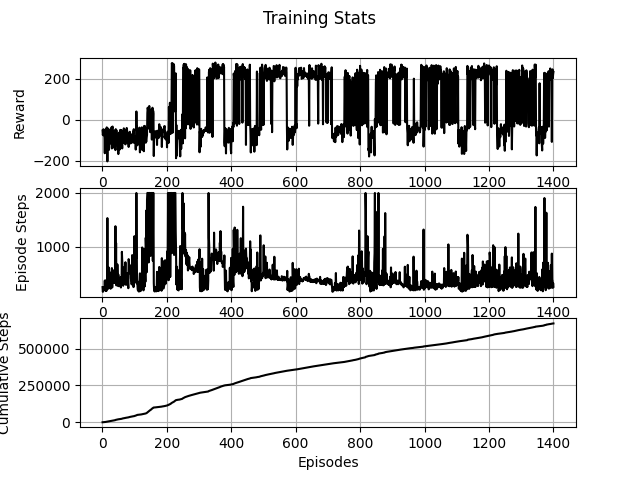 Training Stats
Reward
200
0
−200
0 200 400 600 800 1000 1200 1400
Episode Steps
2000
1000
0 200 400 600 800 1000 1200 1400
Cumulative Steps
500000
250000
0
0 200 400 600 800 1000 1200 1400
Episodes